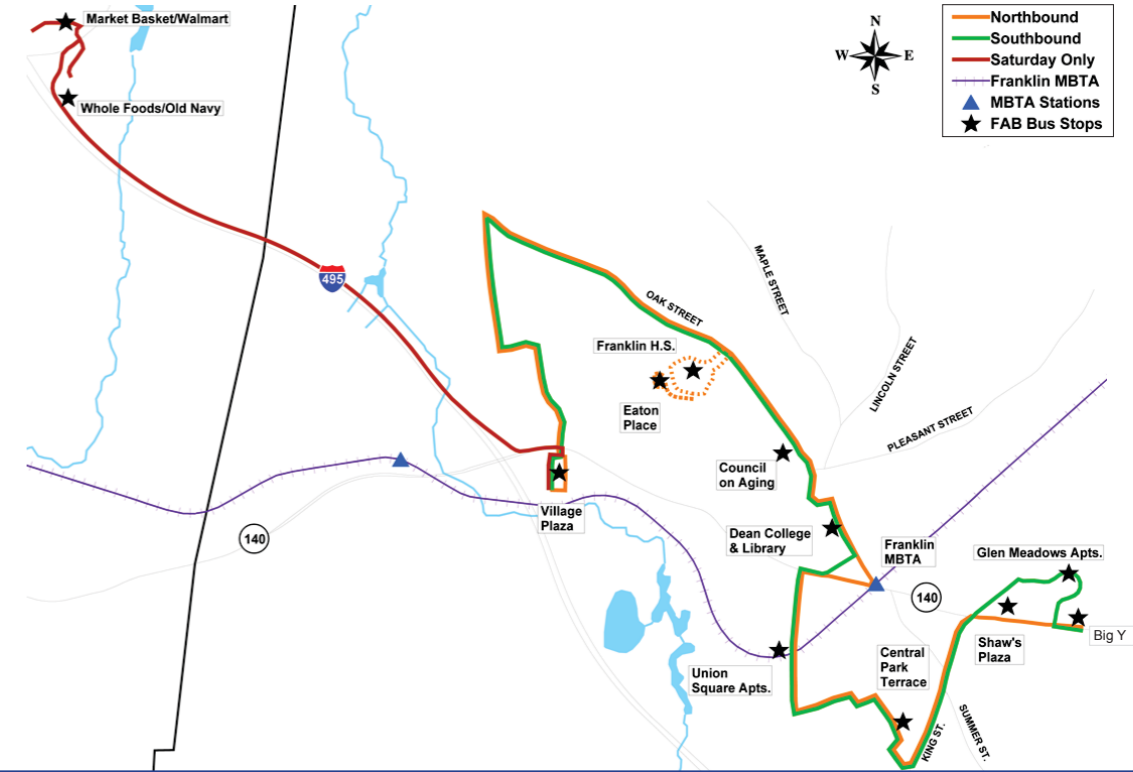 Market Basket/Walmart
Whole Foods/Old Navy
N
W
E
S
Northbound
Southbound
Saturday Only
Franklin MBTA
MBTA Stations
FAB Bus Stops
495
MAPLE STREET
OAK STREET
LINCOLN STREET
PLEASANT STREET
Franklin H.S.
Eaton
Place
Council
on Aging
Village
Plaza
Dean College
& Library
Franklin
MBTA
Glen Meadows Apts.
140
140
Big Y
Shaw's
Plaza
Central
Park
Terrace
Union
Square Apts.
KING ST.
SUMMER ST.